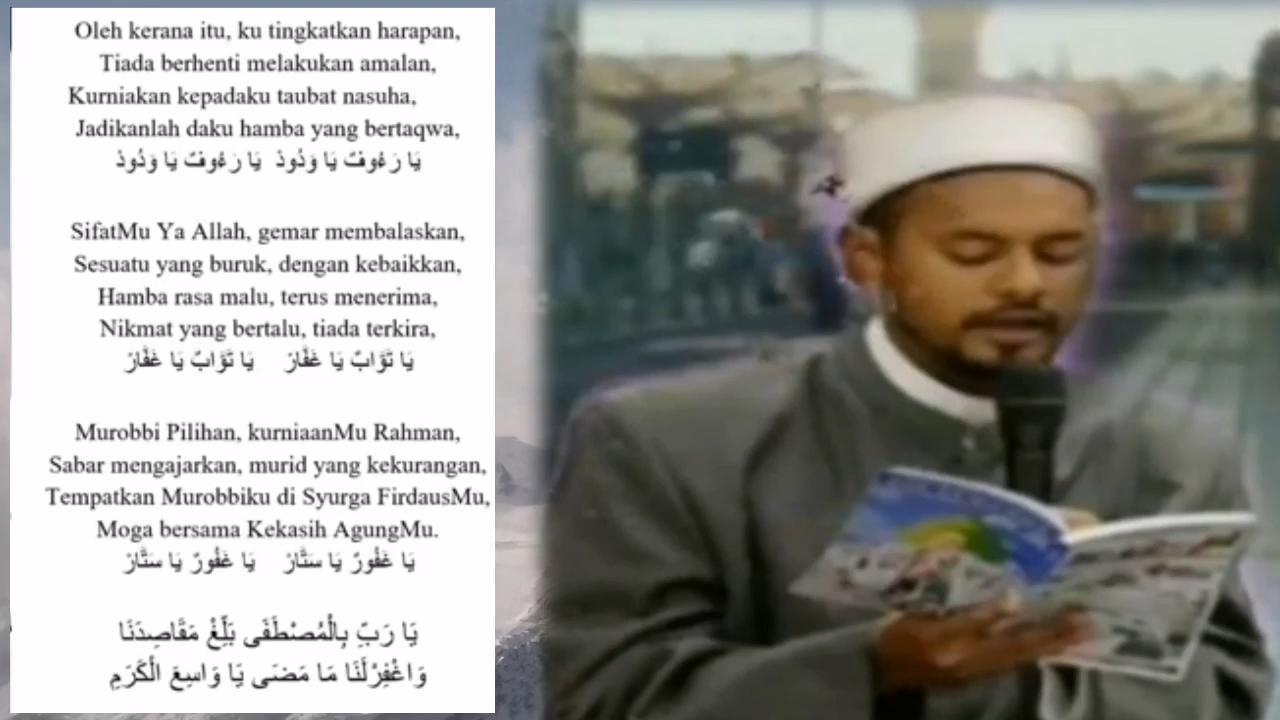 Oleh kerana itu, ku tingkatkan harapan,
Tiada berhenti melakukan amalan,
Kurniakan kepadaku taubat nasuha,
Jadikanlah daku hamba yang bertaqwa,
يَا رَءُوفٌ يَا وَدُودْ يَا رَءُوفٌ يَا وَدُودْ
SifatMu Ya Allah, gemar membalaskan,
Sesuatu yang buruk, dengan kebaikkan,
Hamba rasa malu, terus menerima,
Nikmat yang bertalu, tiada terkira,
يَا تَوَّابٌ يَا غَفَّارْ يَا تَوَّابٌ يَا غَفَّارْ
Murobbi Pilihan, kurniaanMu Rahman,
Sabar mengajarkan, murid yang kekurangan,
Tempatkan Murobbiku di Syurga FirdausMu,
Moga bersama Kekasih AgungMu.
يَا غَفُورٌ يَا سَتَّارْ يَا غَفُورٌ يَا سَتَّارْ
يَا رَبِّ بِالْمُصْطَفَى بَلِّغْ مَقَاصِدَنَا
وَاغْفِرْلَنَا مَا مَضَى يَا وَاسِعَ الْكَرَمِ